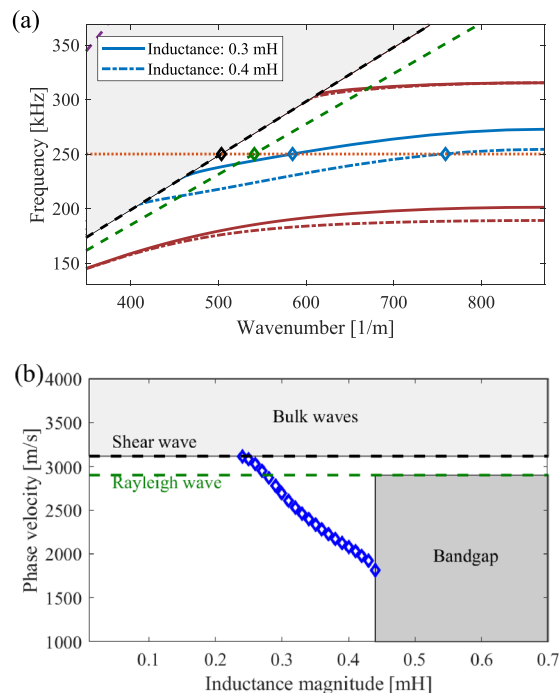 (a)
350
300
250
200
150
Frequency [kHz]
Inductance: 0.3 mH
Inductance: 0.4 mH
400 500 600 700 800
Wavenumber [1/m]
(b)
4000
3500
3000
2500
2000
1500
1000
Phase velocity [m/s]
Bulk waves
Shear wave
Rayleigh wave
Bandgap
0.1 0.2 0.3 0.4 0.5 0.6 0.7
Inductance magnitude [mH]